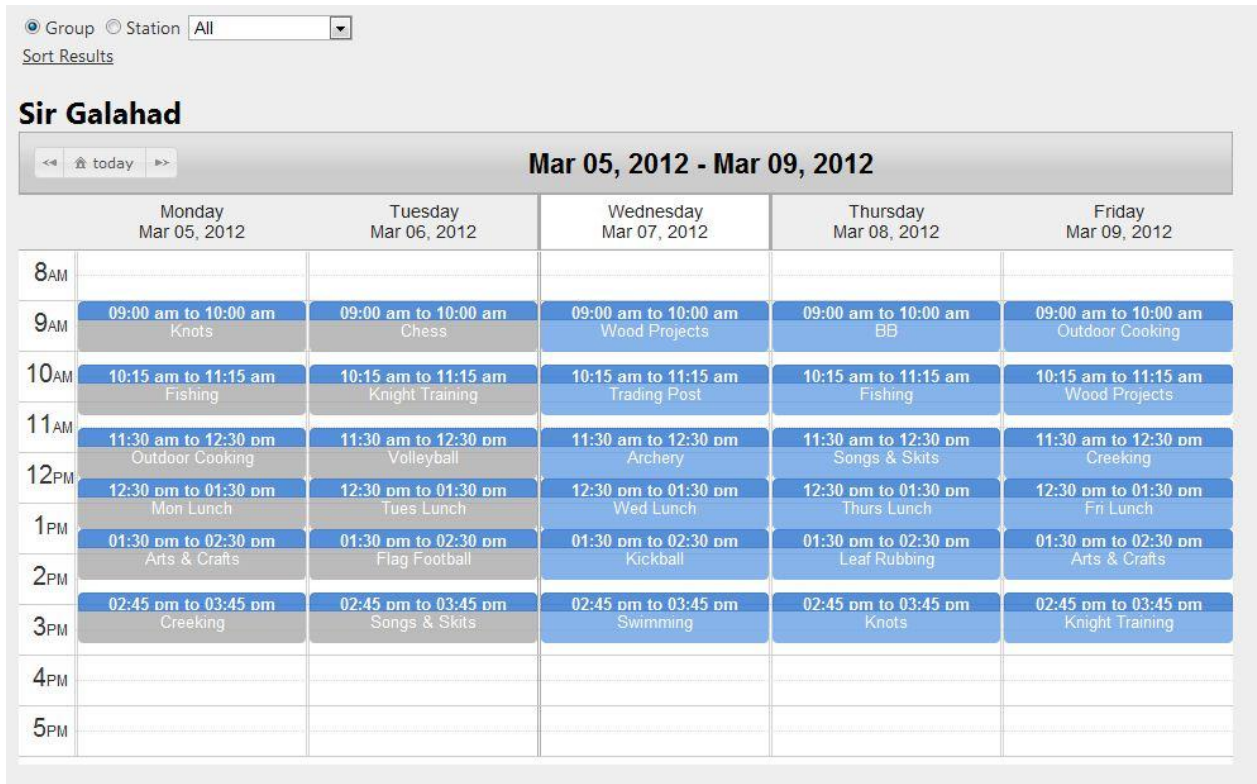 Group Station All
Sort Results
Sir Galahad
today Mar 05, 2012 - Mar 09, 2012
Monday Tuesday Wednesday Thursday Friday
Mar 05, 2012 Mar 06, 2012 Mar 07, 2012 Mar 08, 2012 Mar 09, 2012
8AM
09:00 am to 10:00 am 09:00 am to 10:00 am 09:00 am to 10:00 am 09:00 am to 10:00 am 09:00 am to 10:00 am
9AM Knots Chess Wood Projects BB Outdoor Cooking
10AM 10:15 am to 11:15 am 10:15 am to 11:15 am 10:15 am to 11:15 am 10:15 am to 11:15 am 10:15 am to 11:15 am
Fishing Knight Training Trading Post Fishing Wood Projects
11AM 11:30 am to 12:30 pm 11:30 am to 12:30 pm 11:30 am to 12:30 pm 11:30 am to 12:30 pm 11:30 am to 12:30 pm
Outdoor Cooking Volleyball Archery Songs & Skits Creeking
12PM 12:30 pm to 01:30 pm 12:30 pm to 01:30 pm 12:30 pm to 01:30 pm 12:30 pm to 01:30 pm 12:30 pm to 01:30 pm
Mon Lunch Tues Lunch Wed Lunch Thurs Lunch Fri Lunch
1PM 01:30 pm to 02:30 pm 01:30 pm to 02:30 pm 01:30 pm to 02:30 pm 01:30 pm to 02:30 pm 01:30 pm to 02:30 pm
Arts & Crafts Flag Football Kickball Leaf Rubbing Arts & Crafts
2PM
02:45 pm to 03:45 pm 02:45 pm to 03:45 pm 02:45 pm to 03:45 pm 02:45 pm to 03:45 pm 02:45 pm to 03:45 pm
3PM Creeking Songs & Skits Swimming Knots Knight Training
4PM
5PM